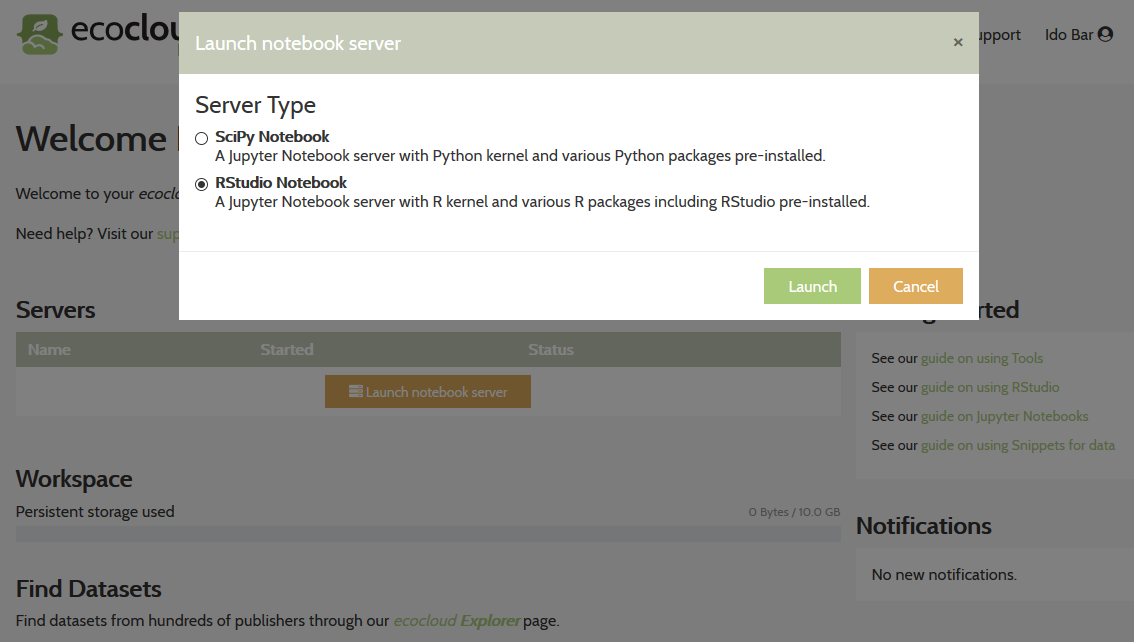 ecoclou
Launch notebook server
×
upport
Ido Bar
Server Type
SciPy Notebook
A Jupyter Notebook server with Python kernel and various Python packages pre-installed.
RStudio Notebook
A Jupyter Notebook server with R kernel and various R packages including RStudio pre-installed.
Launch
Cancel
Welcome
Welcome to your ecoclo
Need help? Visit our sup
Servers
Name Started Status
Launch notebook server
Workspace
Persistent storage used
0 Bytes / 10.0 GB
Find Datasets
Find datasets from hundreds of publishers through our ecocloud Explorer page.
rted
See our guide on using Tools
See our guide on using RStudio
See our guide on Jupyter Notebooks
See our guide on using Snippets for data
Notifications
No new notifications.